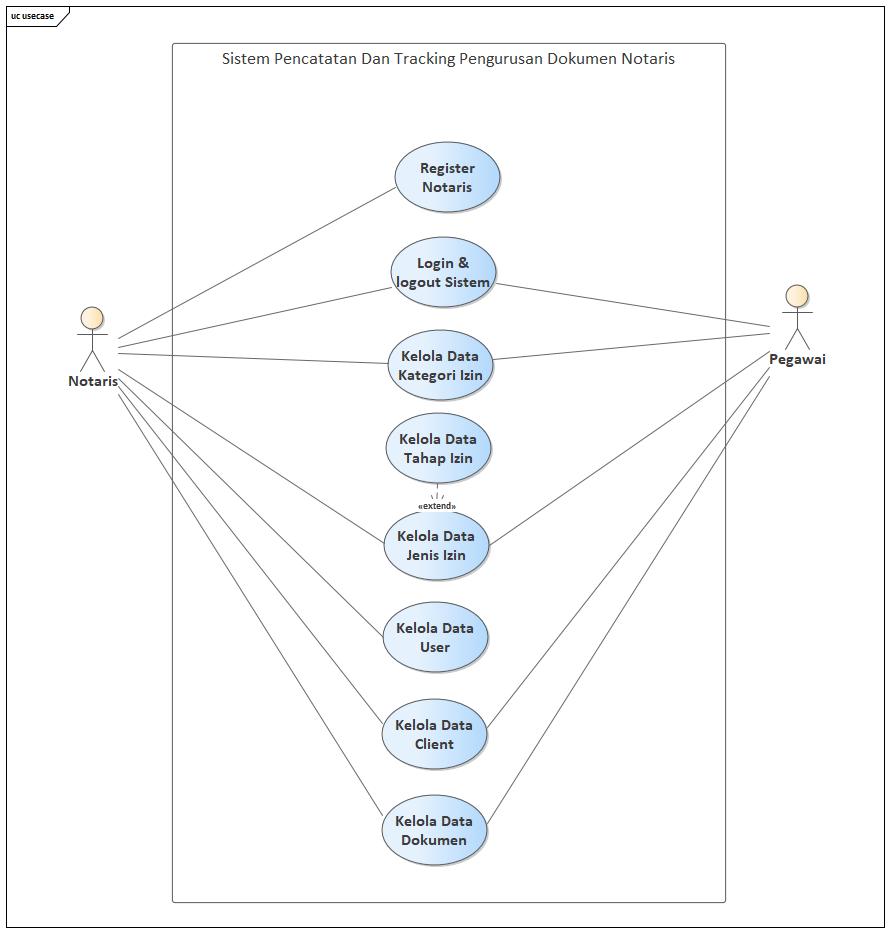 uc usecase
Sistem Pencatatan Dan Tracking Pengurusan Dokumen Notaris
Register
Notaris
Login &
logout Sistem
Kelola Data
Kategori Izin
Notaris
Pegawai
Kelola Data
Tahap Izin
«extend»
Kelola Data
Jenis Izin
Kelola Data
User
Kelola Data
Client
Kelola Data
Dokumen